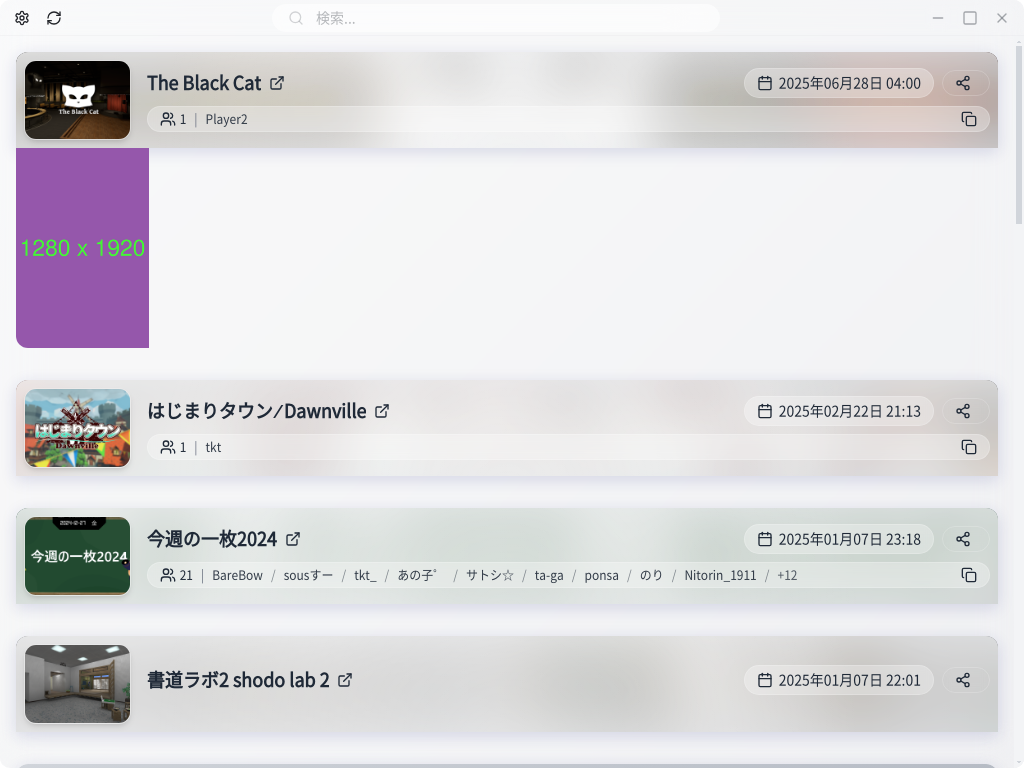 検索...
The Black Cat
2025年06月28日 04:00
The Black Cat
1 | Player2
1280 x 1920
はじまりタウン/Dawnville
2025年02月22日 21:13
はじまりタウン
Dawnville
1 | tkt
今週の一枚2024
2025年01月07日 23:18
今週の一枚2024
21 | BareBow / sousすー / tkt_ / あの子゜ / サトシ☆ / ta-ga / ponsa / のり / Nitorin_1911 / +12
書道ラボ2 shodo lab 2
2025年01月07日 22:01